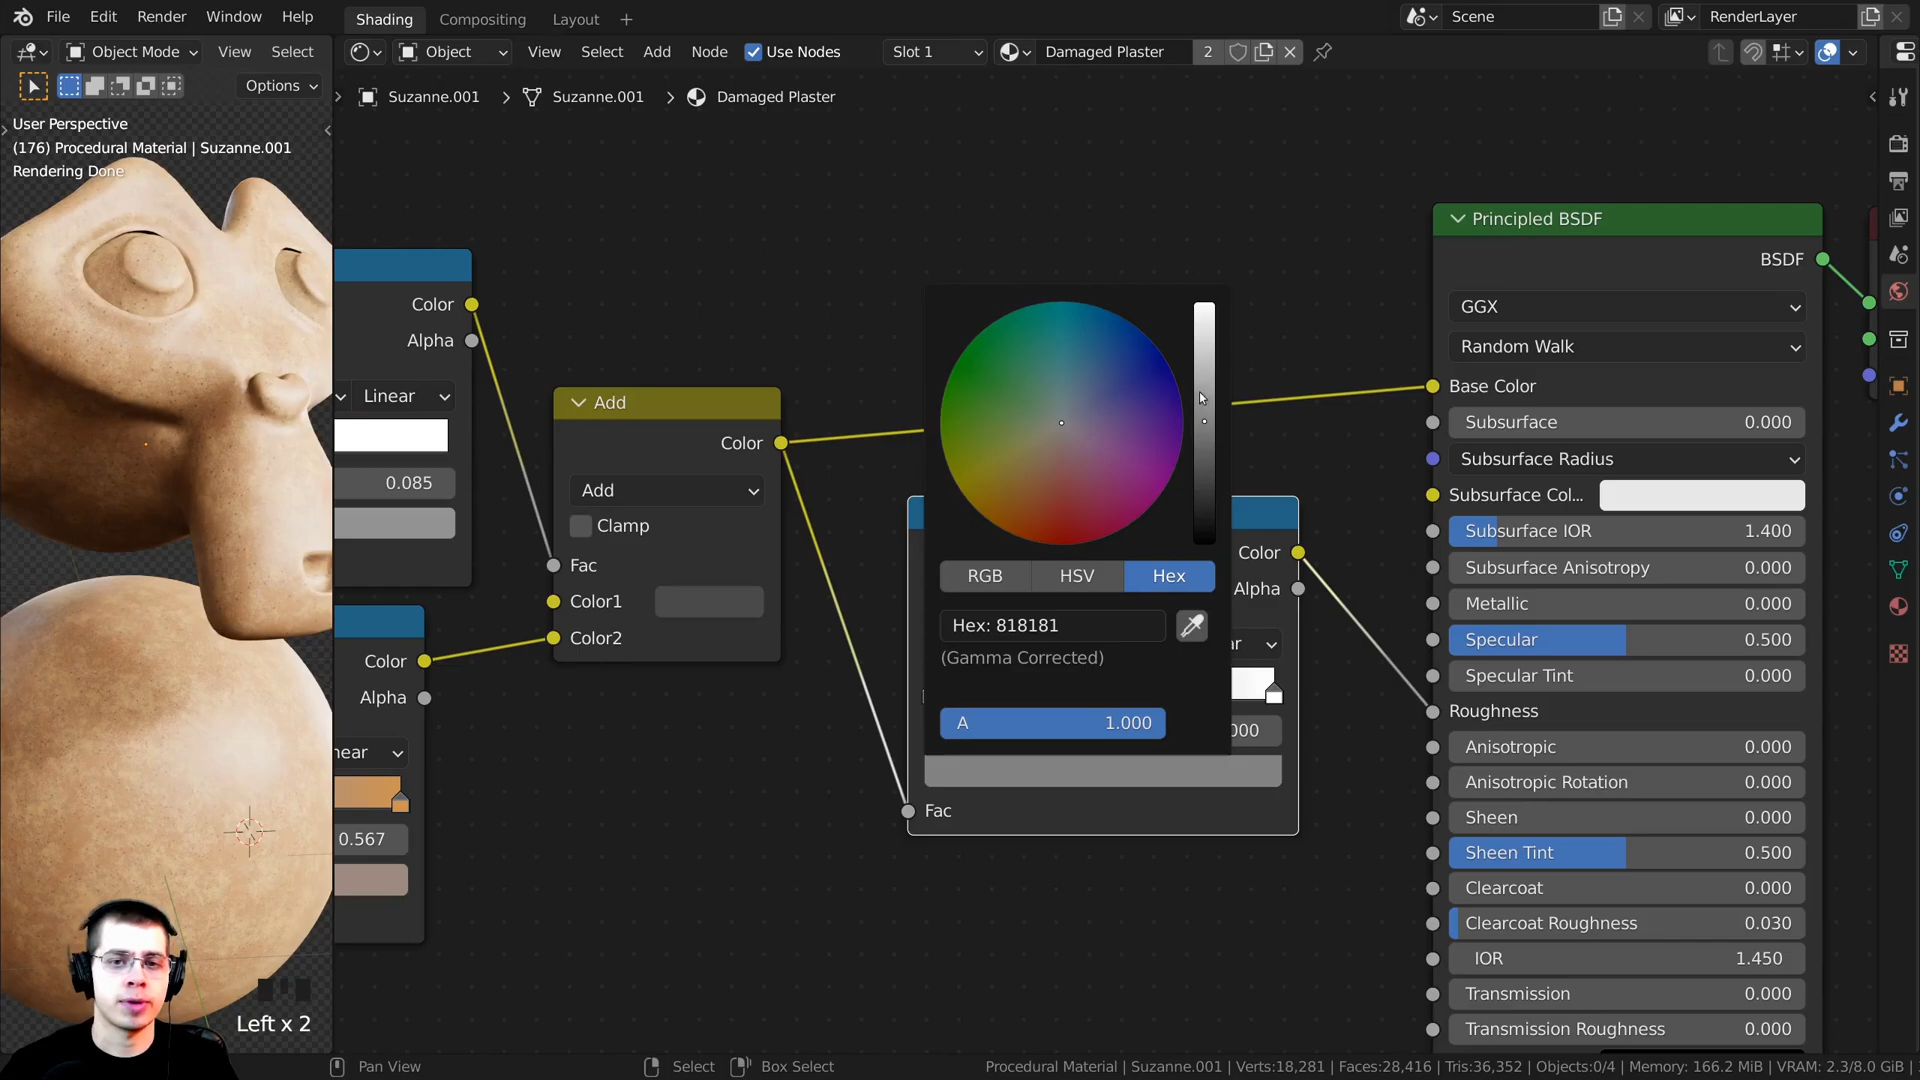 File Edit Render Window Help Shading Compositing Layout Scene RenderLayer
Object Mode View Select Object View Select Add Node Use Nodes Slot 1 Damaged Plaster 2
Options
Suzanne.001 Suzanne.001 Damaged Plaster
User Perspective
(176) Procedural Material | Suzanne.001
Rendering Done
Color
Alpha
Linear
0.085
Color
Alpha
near
0.567
Add
Color
Add
Clamp
Fac
Color1
Color2
RGB HSV Hex
Hex: 818181
(Gamma Corrected)
A 1.000
Color
Alpha
ar
000
Fac
Principled BSDF
BSDF
GGX
Random Walk
Base Color
Subsurface 0.000
Subsurface Radius
Subsurface Col...
Subsurface IOR 1.400
Subsurface Anisotropy 0.000
Metallic 0.000
Specular 0.500
Specular Tint 0.000
Roughness
Anisotropic 0.000
Anisotropic Rotation 0.000
Sheen 0.000
Sheen Tint 0.500
Clearcoat 0.000
Clearcoat Roughness 0.030
IOR 1.450
Transmission 0.000
Transmission Roughness 0.000
Left x 2
Pan View Select Box Select Procedural Material | Suzanne.001 | Verts:18,281 | Faces:28,416 | Tris:36,352 | Objects:0/4 | Memory: 166.2 MiB | VRAM: 2.3/8.0 GiB |